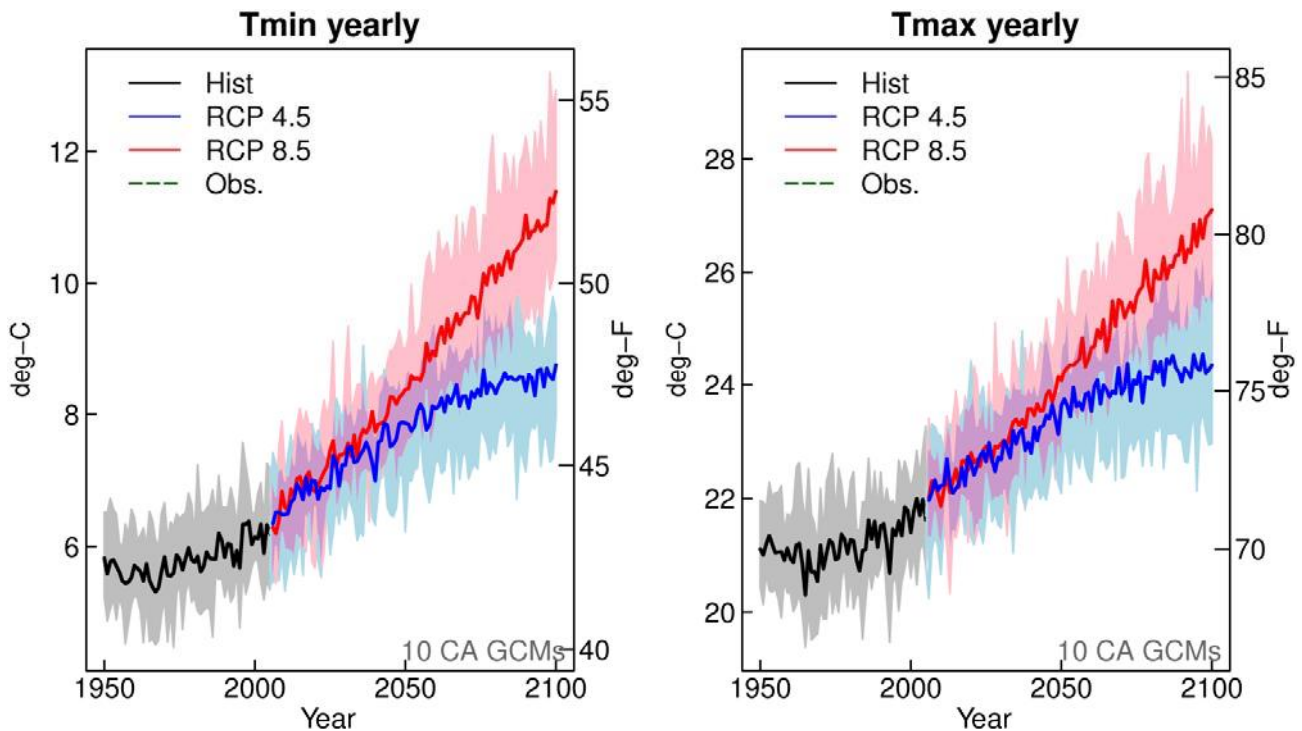 Tmin yearly
Hist
RCP 4.5
RCP 8.5
Obs.
12
10
8
6
deg-C
55
50
45
40
deg-F
10 CA GCMs
1950
2000
2050
2100
Year
Tmax yearly
Hist
RCP 4.5
RCP 8.5
Obs.
28
26
24
22
20
deg-C
85
80
75
70
deg-F
10 CA GCMs
1950
2000
2050
2100
Year